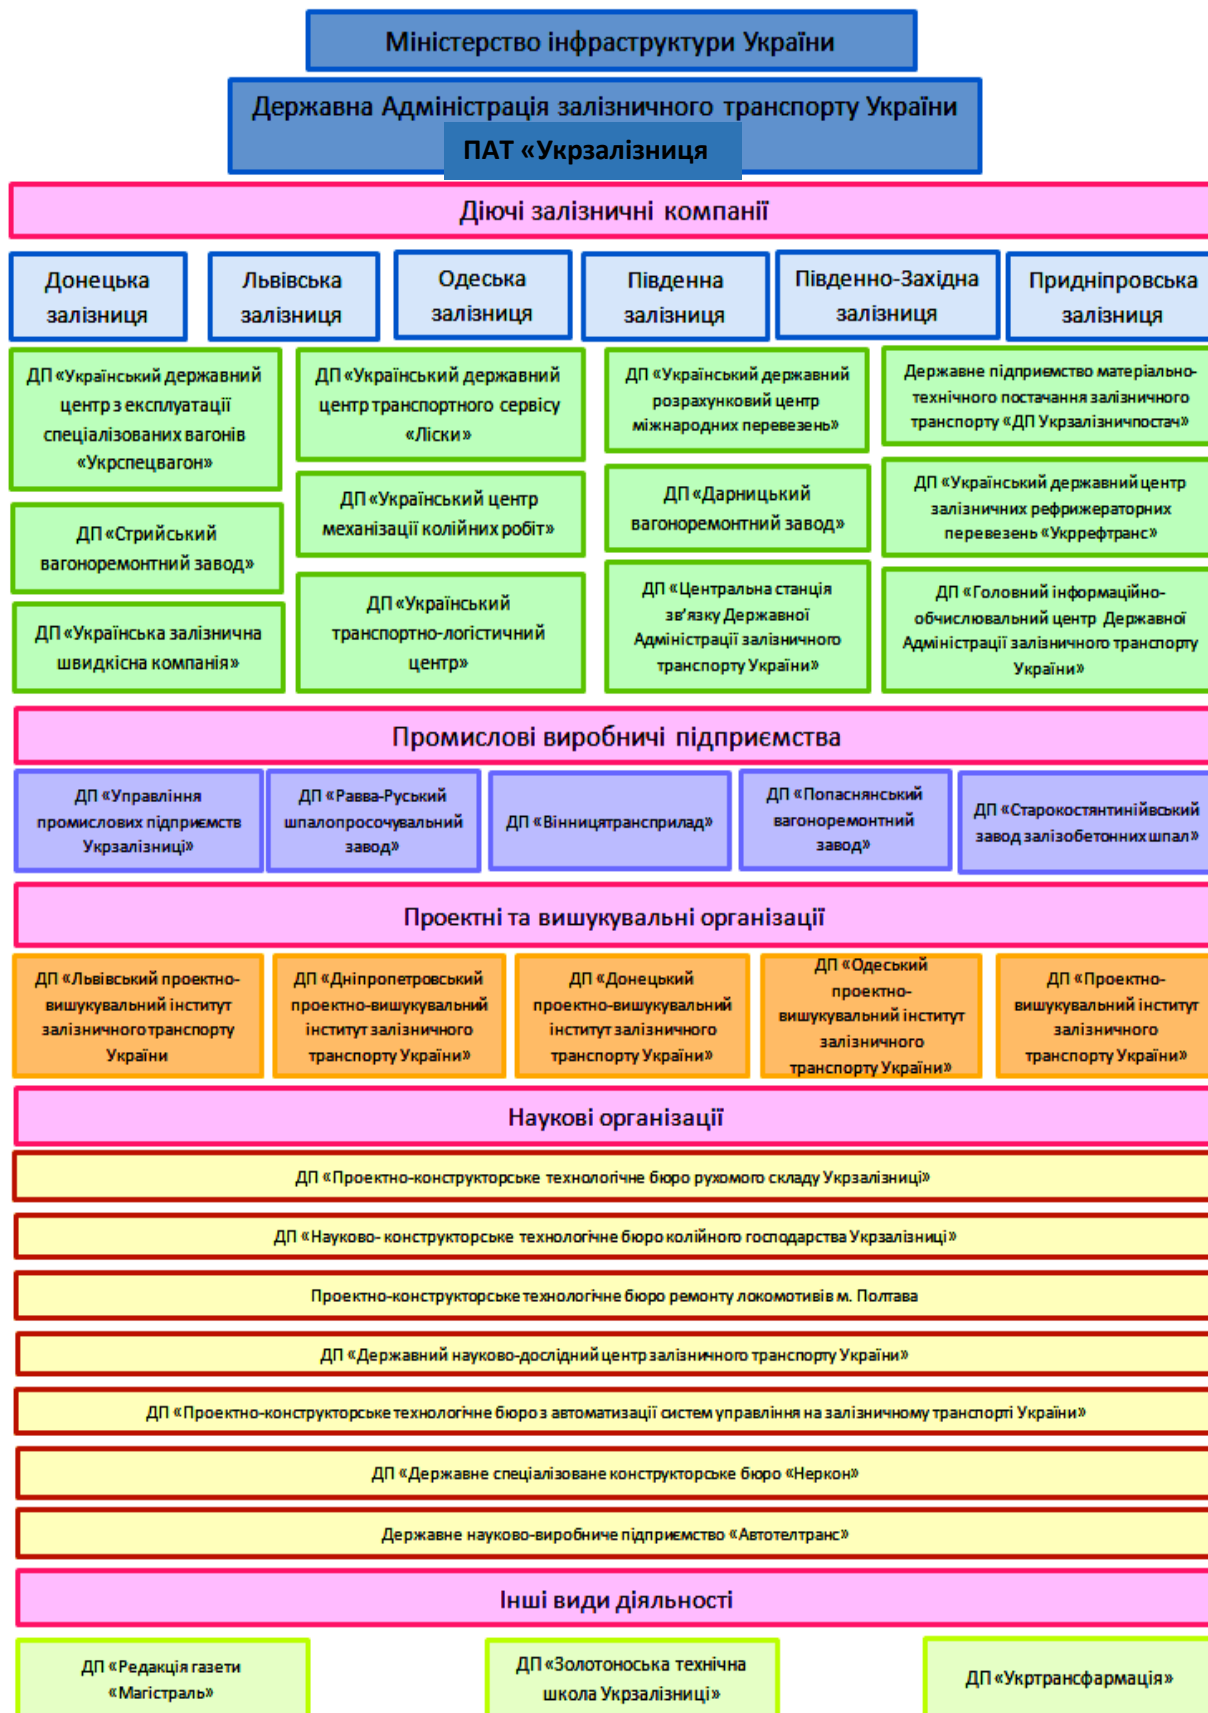 Міністерство інфраструктури України
Державна Адміністрація залізничного транспорту України
ПАТ «Укрзалізниця
Діючі залізничні компанії
Донецька
залізниця
Львівська
залізниця
Одеська
залізниця
Південна
залізниця
Південно-Західна
залізниця
Придніпровська
залізниця
ДП «Український державний
центр з експлуатації
спеціалізованих вагонів
«Укрспецвагон»
ДП «Стрийський
вагоноремонтний завод»
ДП «Українська залізнична
швидкісна компанія»
ДП «Український державний
центр транспортного сервісу
«Ліски»
ДП «Український центр
механізації колійних робіт»
ДП «Український
транспортно-логістичний
центр»
ДП «Український державний
розрахунковий центр
міжнародних перевезень»
ДП «Дарницький
вагоноремонтний завод»
ДП «Центральна станція
зв’язку Державної
Адміністрації залізничного
транспорту України»
Державне підприємство матеріально-
технічного постачання залізничного
транспорту «ДП Укрзалізничпостач»
ДП «Український державний центр
залізничних рефрижераторних
перевезень «Укррефтранс»
ДП «Головний інформаційно-
обчислювальний центр Державної
Адміністрації залізничного транспорту
України»
Промислові виробничі підприємства
ДП «Управління
промислових підприємств
Укрзалізниці»
ДП «Равва-Руський
шпалопросочувальний
завод»
ДП «Вінницятрансприлад»
ДП «Попаснянський
вагоноремонтний
завод»
ДП «Старокостянтинійвський
завод залізобетонних шпал»
Проектні та вишукувальні організації
ДП «Львівський проектно-
вишукувальний інститут
залізничного транспорту
України
ДП «Дніпропетровський
проектно-вишукувальний
інститут залізничного
транспорту України»
ДП «Донецький
проектно-вишукувальний
інститут залізничного
транспорту України»
ДП «Одеський
проектно-
вишукувальний інститут
залізничного
транспорту України»
ДП «Проектно-
вишукувальний інститут
залізничного
транспорту України»
Наукові організації
ДП «Проектно-конструкторське технологічне бюро рухомого складу Укрзалізниці»
ДП «Науково- конструкторське технологічне бюро колійного господарства Укрзалізниці»
Проектно-конструкторське технологічне бюро ремонту локомотивів м. Полтава
ДП «Державний науково-дослідний центр залізничного транспорту України»
ДП «Проектно-конструкторське технологічне бюро з автоматизації систем управління на залізничному транспорті України»
ДП «Державне спеціалізоване конструкторське бюро «Неркон»
Державне науково-виробниче підприємство «Автотелтранс»
Інші види діяльності
ДП «Редакція газети
«Магістраль»
ДП «Золотоноська технічна
школа Укрзалізниці»
ДП «Укртрансфармація»